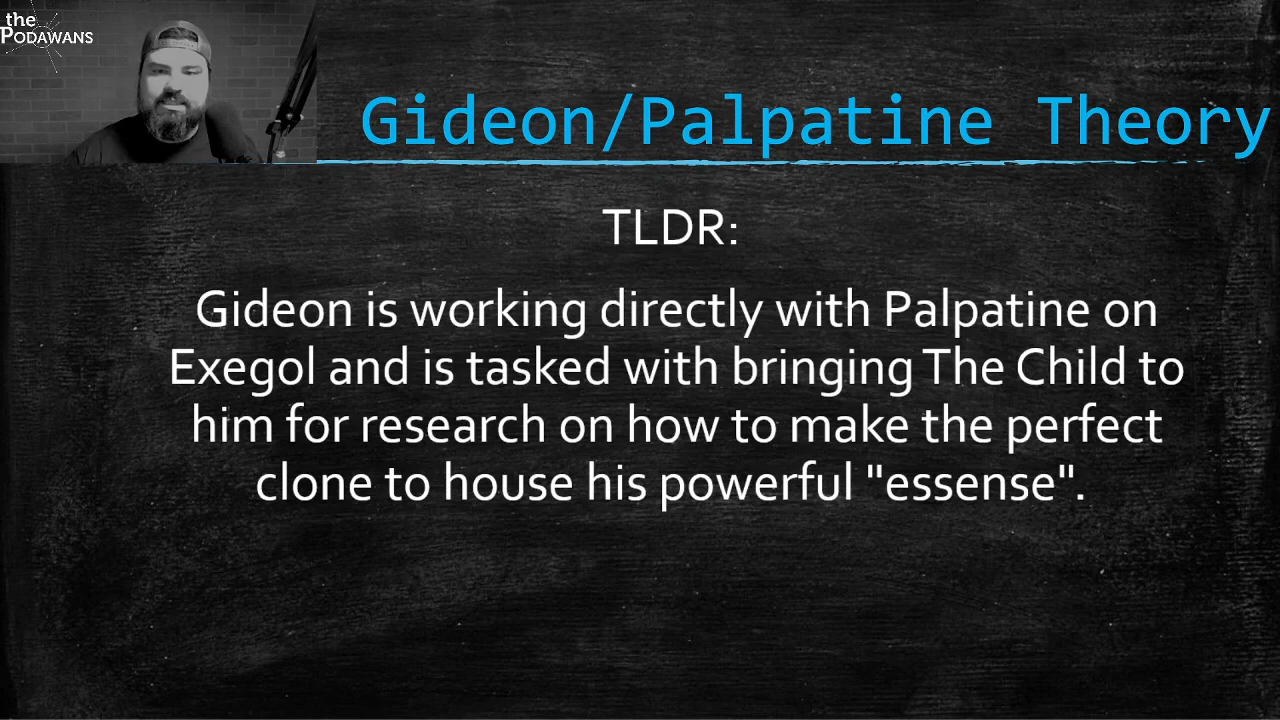 the
PODAWANS
Gideon/Palpatine Theory
TLDR:
Gideon is working directly with Palpatine on
Exegol and is tasked with bringing The Child to
him for research on how to make the perfect
clone to house his powerful "essense".